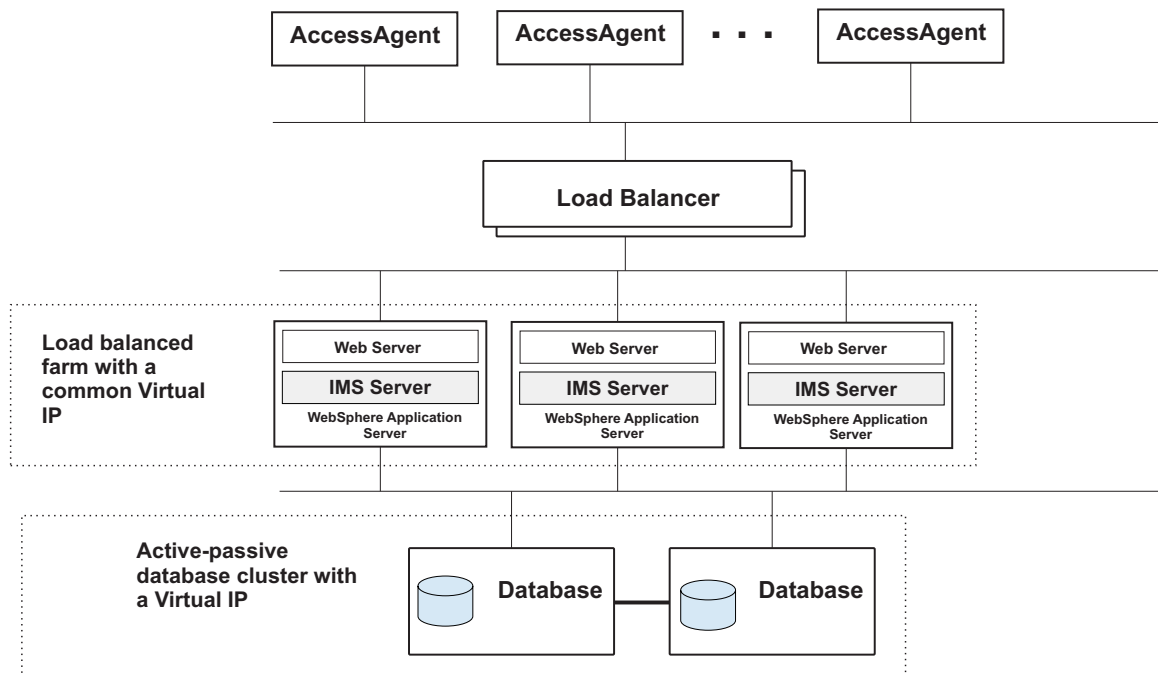 AccessAgent
AccessAgent
. . .
AccessAgent
Load Balancer
Load balanced
farm with a
common Virtual
IP
Web Server
IMS Server
WebSphere Application
Server
Web Server
IMS Server
WebSphere Application
Server
Web Server
IMS Server
WebSphere Application
Server
Active-passive
database cluster with
a Virtual IP
Database
Database